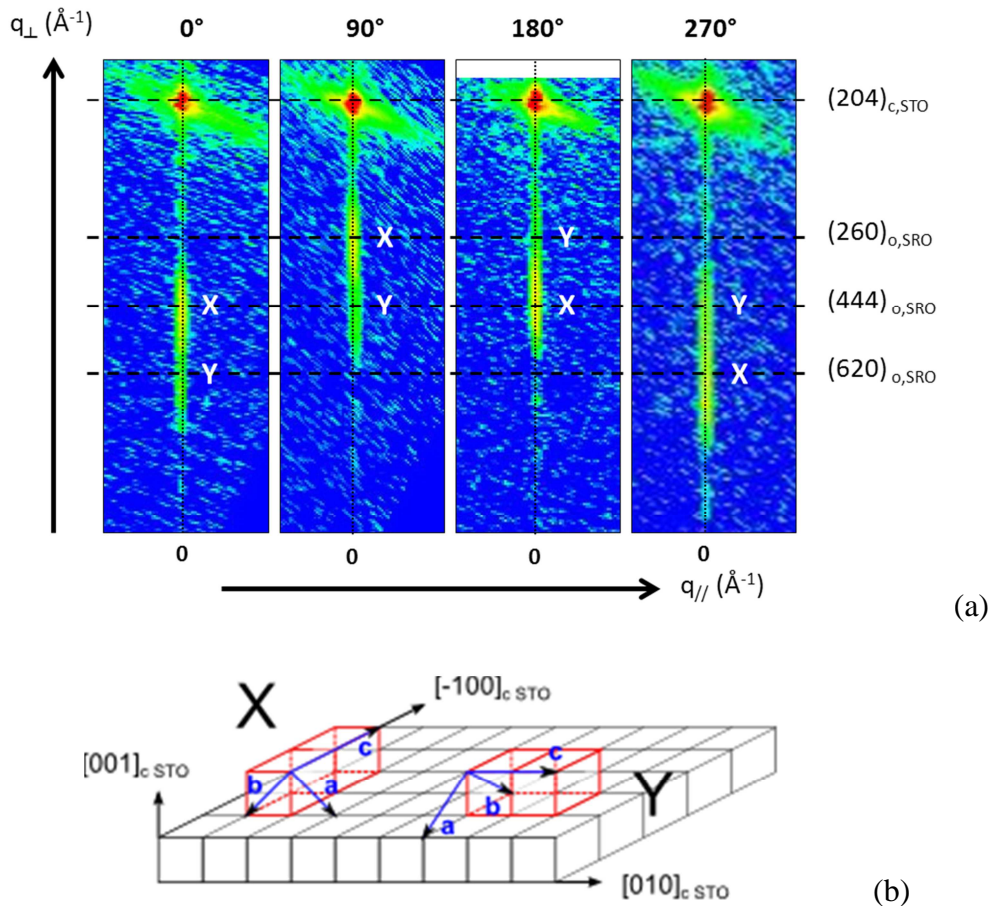 q⊥ (Å-1)
0° 90° 180° 270°
(204)c,STO
X Y (260)o,SRO
X Y X Y (444)o,SRO
Y X (620)o,SRO
0 0 0 0
q// (Å-1)
(a)
X
[-100]c STO
[001]c STO
c c
b a b Y
a
[010]c STO
(b)